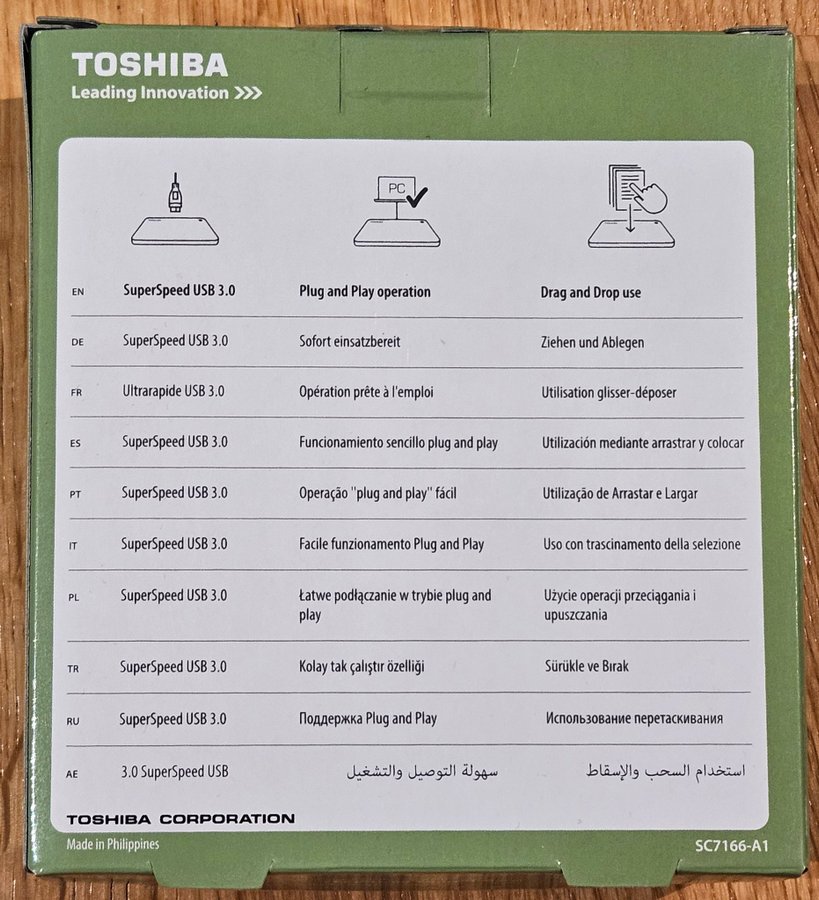 TOSHIBA
Leading Innovation >>>
PC
EN SuperSpeed USB 3.0 Plug and Play operation Drag and Drop use
DE SuperSpeed USB 3.0 Sofort einsatzbereit Ziehen und Ablegen
FR Ultrarapide USB 3.0 Opération prête à l'emploi Utilisation glisser-déposer
ES SuperSpeed USB 3.0 Funcionamiento sencillo plug and play Utilización mediante arrastrar y colocar
PT SuperSpeed USB 3.0 Operação "plug and play" fácil Utilização de Arrastar e Largar
IT SuperSpeed USB 3.0 Facile funzionamento Plug and Play Uso con trascinamento della selezione
PL SuperSpeed USB 3.0 Łatwe podłączanie w trybie plug and play Użycie operacji przeciągania i upuszczania
TR SuperSpeed USB 3.0 Kolay tak çalıştır özelliği Sürükle ve Bırak
RU SuperSpeed USB 3.0 Поддержка Plug and Play Использование перетаскивания
AE 3.0 SuperSpeed USB سهولة التوصيل والتشغيل استخدام السحب والإسقاط
TOSHIBA CORPORATION
Made in Philippines SC7166-A1